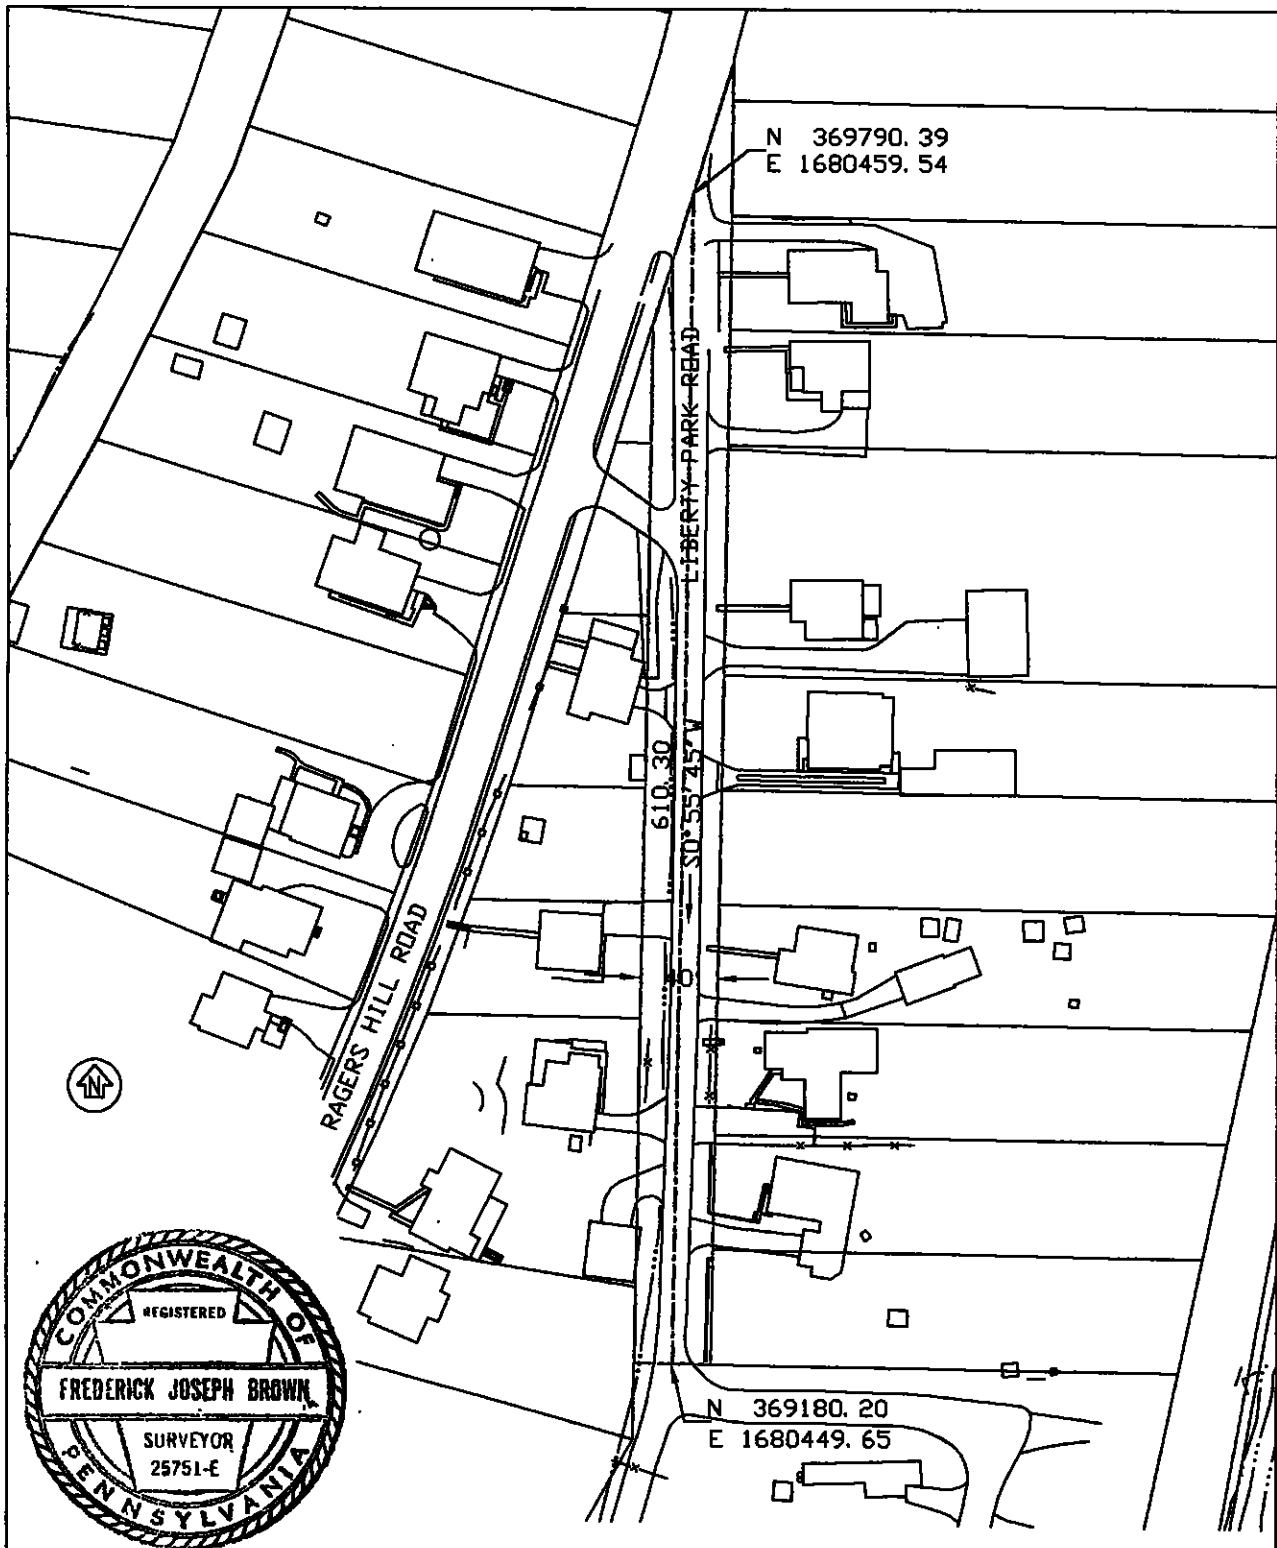 N 369790.39
E 1680459.54
LIBERTY PARK ROAD
610.30
S0°55'45"W
40
RAGERS HILL ROAD
N
COMMONWEALTH OF
REGISTERED
FREDERICK JOSEPH BROWN
SURVEYOR
25751-E
PENNSYLVANIA
N 369180.20
E 1680449.65